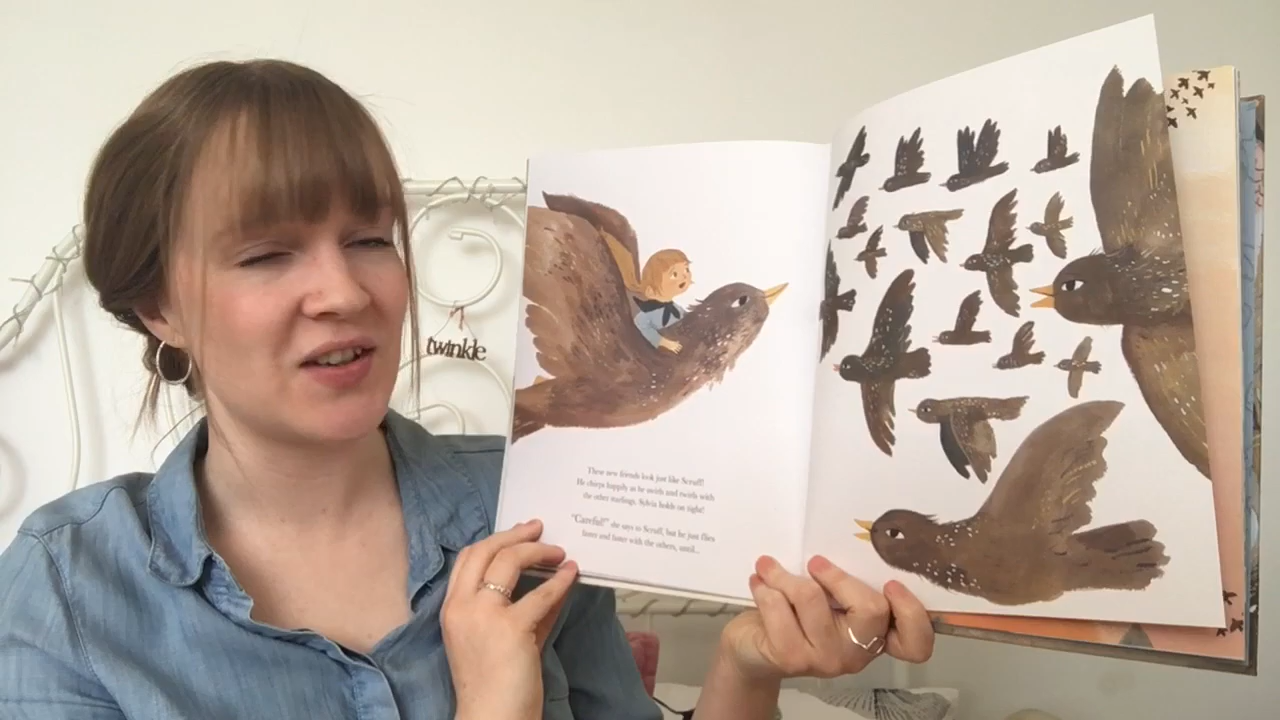 twinkle
These new friends look just like Scruff!
He chirps happily as he swirls and twirls with
the other starlings. Sylvia holds on tight!
"Careful!" she says to Scruff, but he just flies
faster and faster with the others, until...